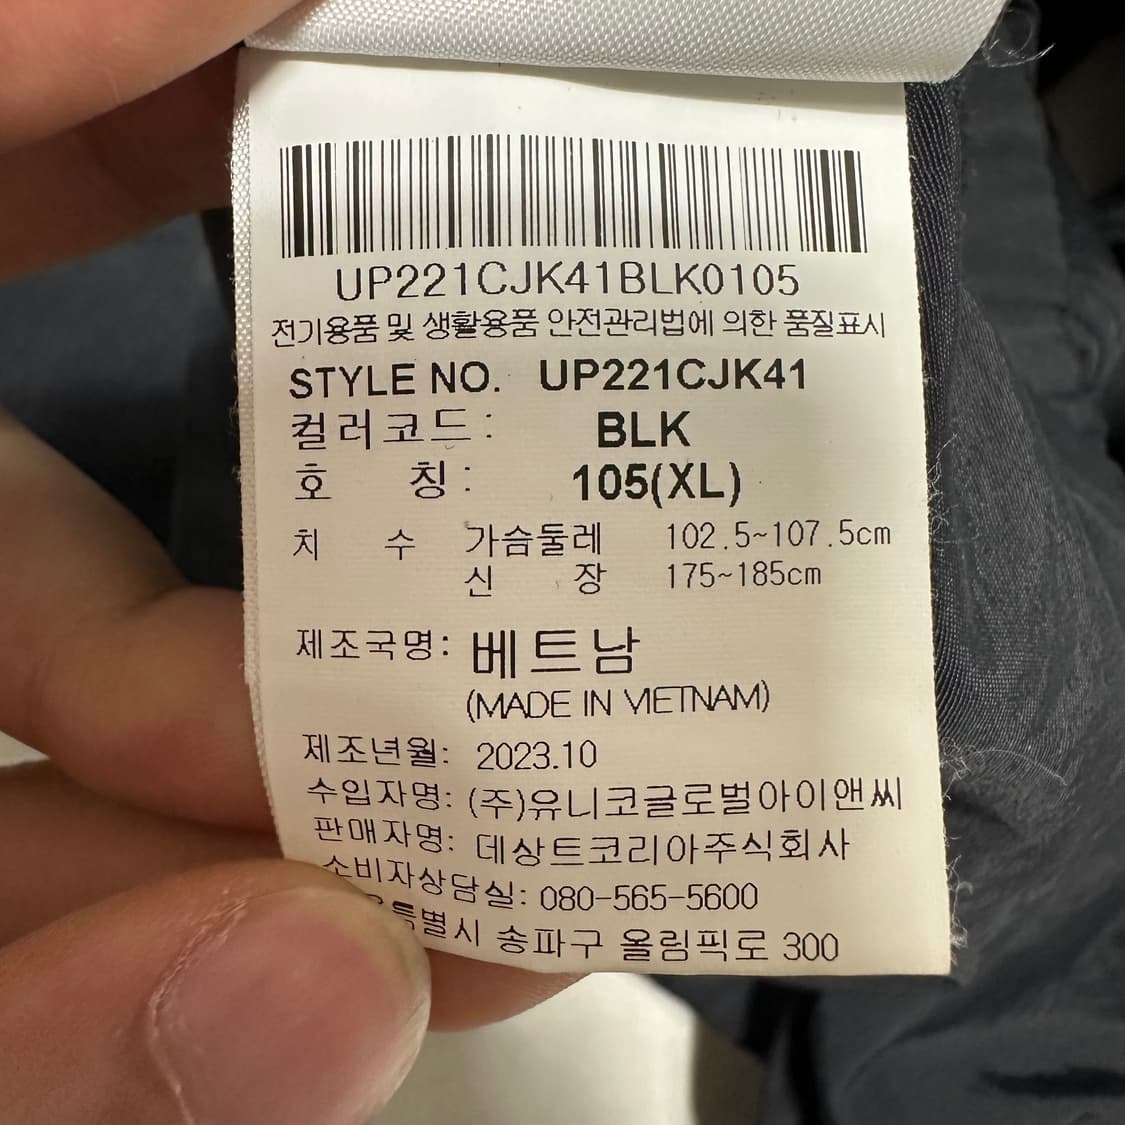 UP221CJK41BLK0105
전기용품 및 생활용품 안전관리법에 의한 품질표시
STYLE NO. UP221CJK41
컬러코드: BLK
호 칭: 105(XL)
치 수 가슴둘레 102.5~107.5cm
신 장 175~185cm
제조국명: 베트남
(MADE IN VIETNAM)
제조년월: 2023.10
수입자명: (주)유니코글로벌아이앤씨
판매자명: 데상트코리아주식회사
소비자상담실: 080-565-5600
송파구 올림픽로 300